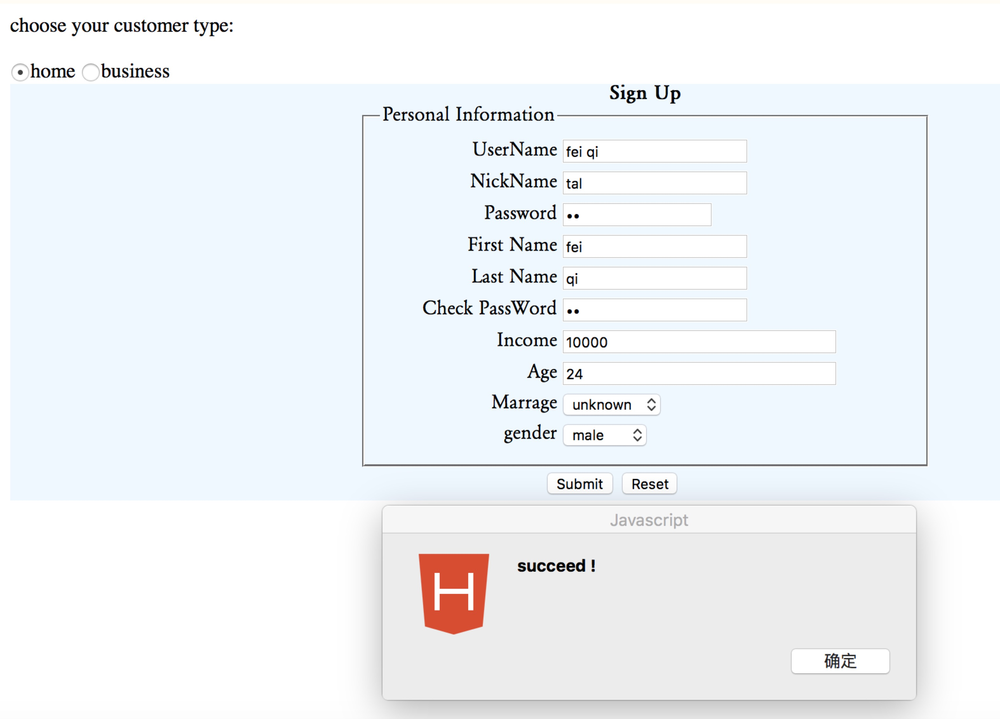 choose your customer type:
home business
Sign Up
Personal Information
UserName fei qi
NickName tal
Password ••
First Name fei
Last Name qi
Check PassWord ••
Income 10000
Age 24
Marrage unknown
gender male
Submit Reset
Javascript
H
succeed !
确定